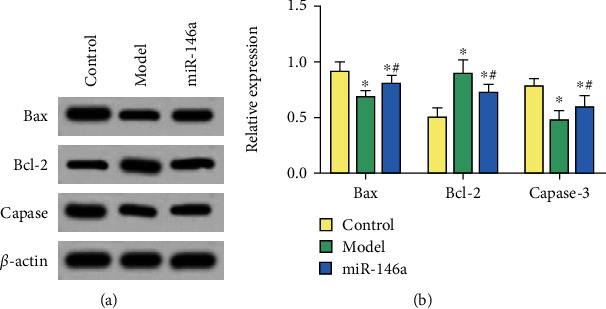 Control
Model
miR-146a
Bax
Bcl-2
Capase
β-actin
(a)
Relative expression
1.5
1.0
0.5
0.0
* *#
* *#
* *#
Bax Bcl-2 Capase-3
Control
Model
miR-146a
(b)